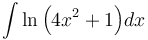 ∫ ln(4x² + 1)dx